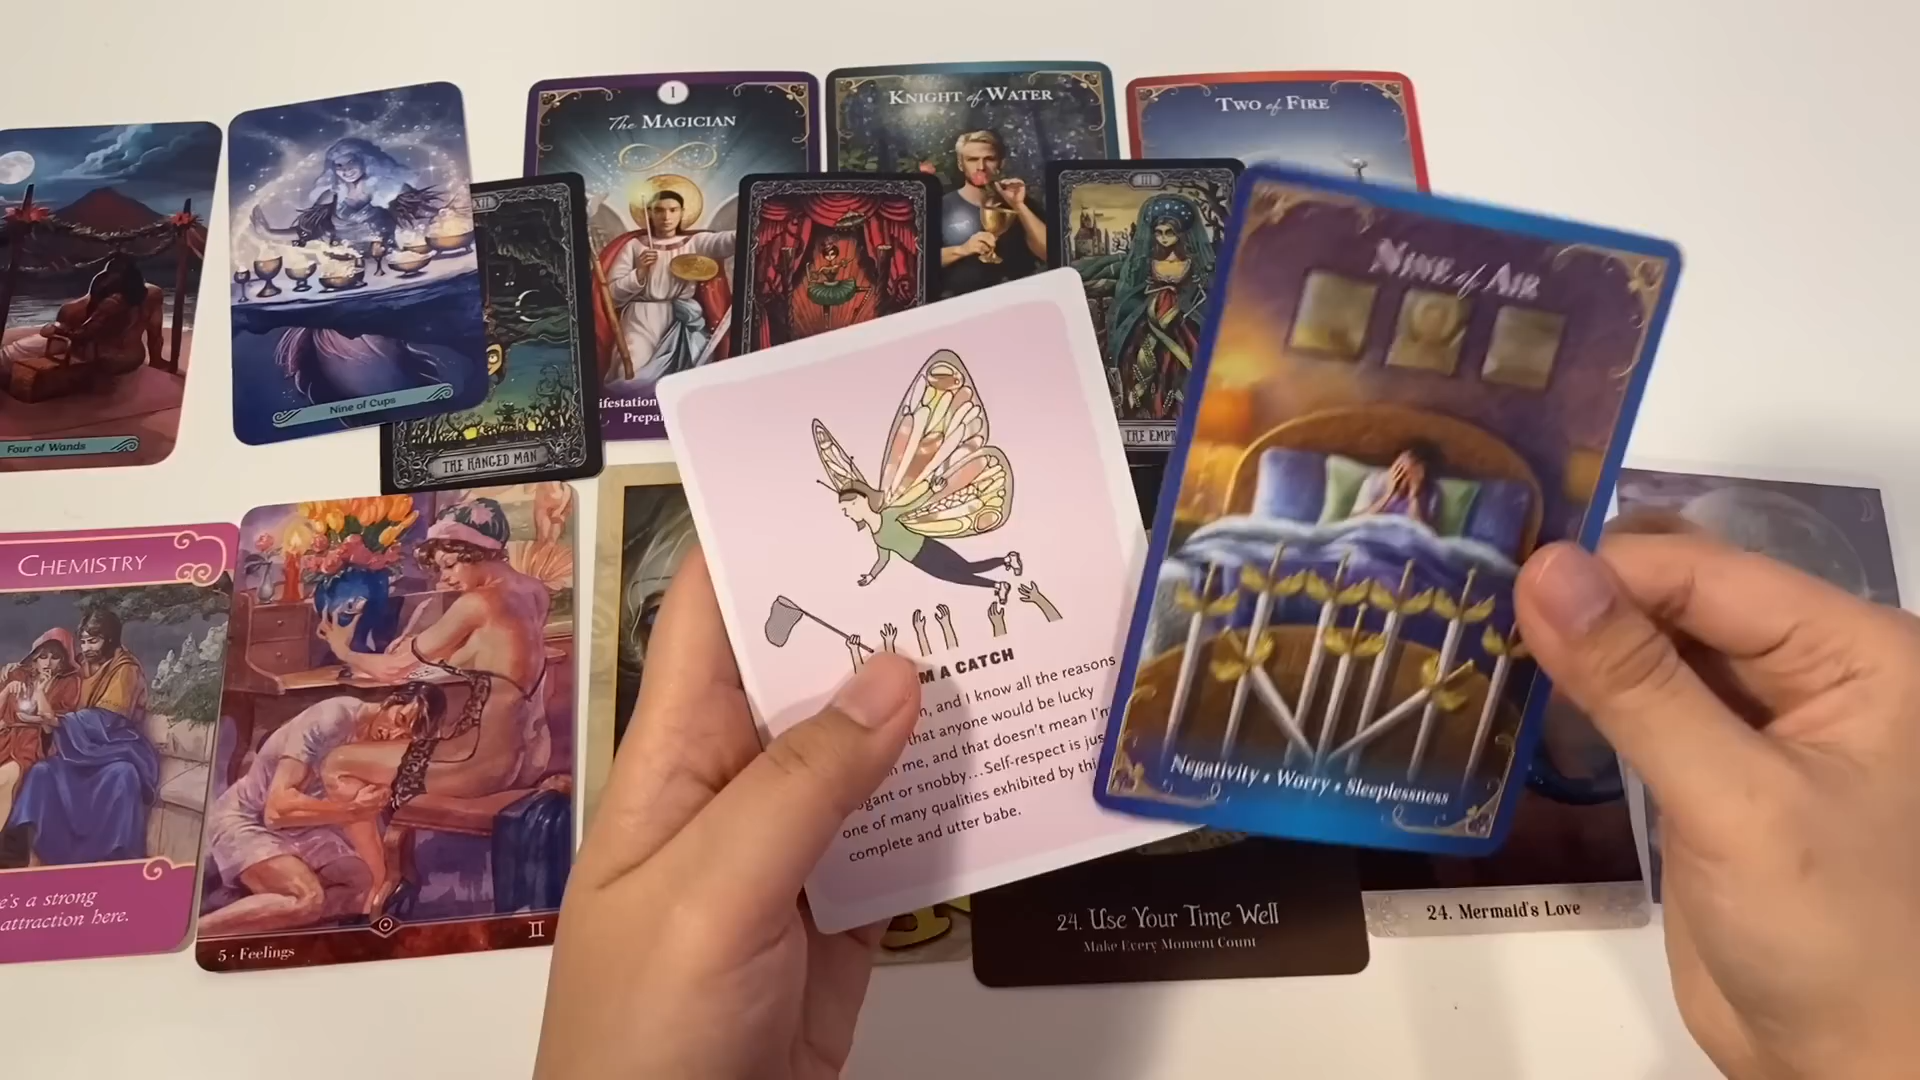 I
The MAGICIAN
KNIGHT of WATER
TWO of FIRE
XII
III
NINE of AIR
Nine of Cups
Four of Wands
ifestation
Prepa
THE HANGED MAN
THE EMP
CHEMISTRY
e's a strong
attraction here.
5 · Feelings
M A CATCH
, and I know all the reasons
that anyone would be lucky
me, and that doesn't mean I'm
ogant or snobby...Self-respect is jus
one of many qualities exhibited by thi
complete and utter babe.
Negativity • Worry • Sleeplessness
24. Use Your Time Well
Make Every Moment Count
24. Mermaid's Love